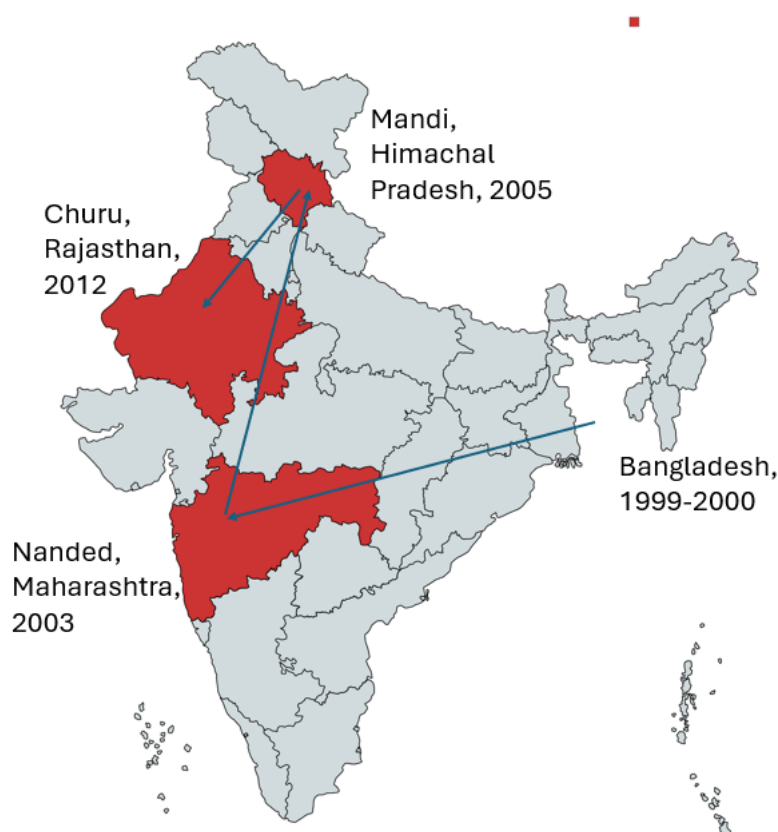 Mandi,
Himachal
Pradesh, 2005
Churu,
Rajasthan,
2012
Bangladesh,
1999-2000
Nanded,
Maharashtra,
2003